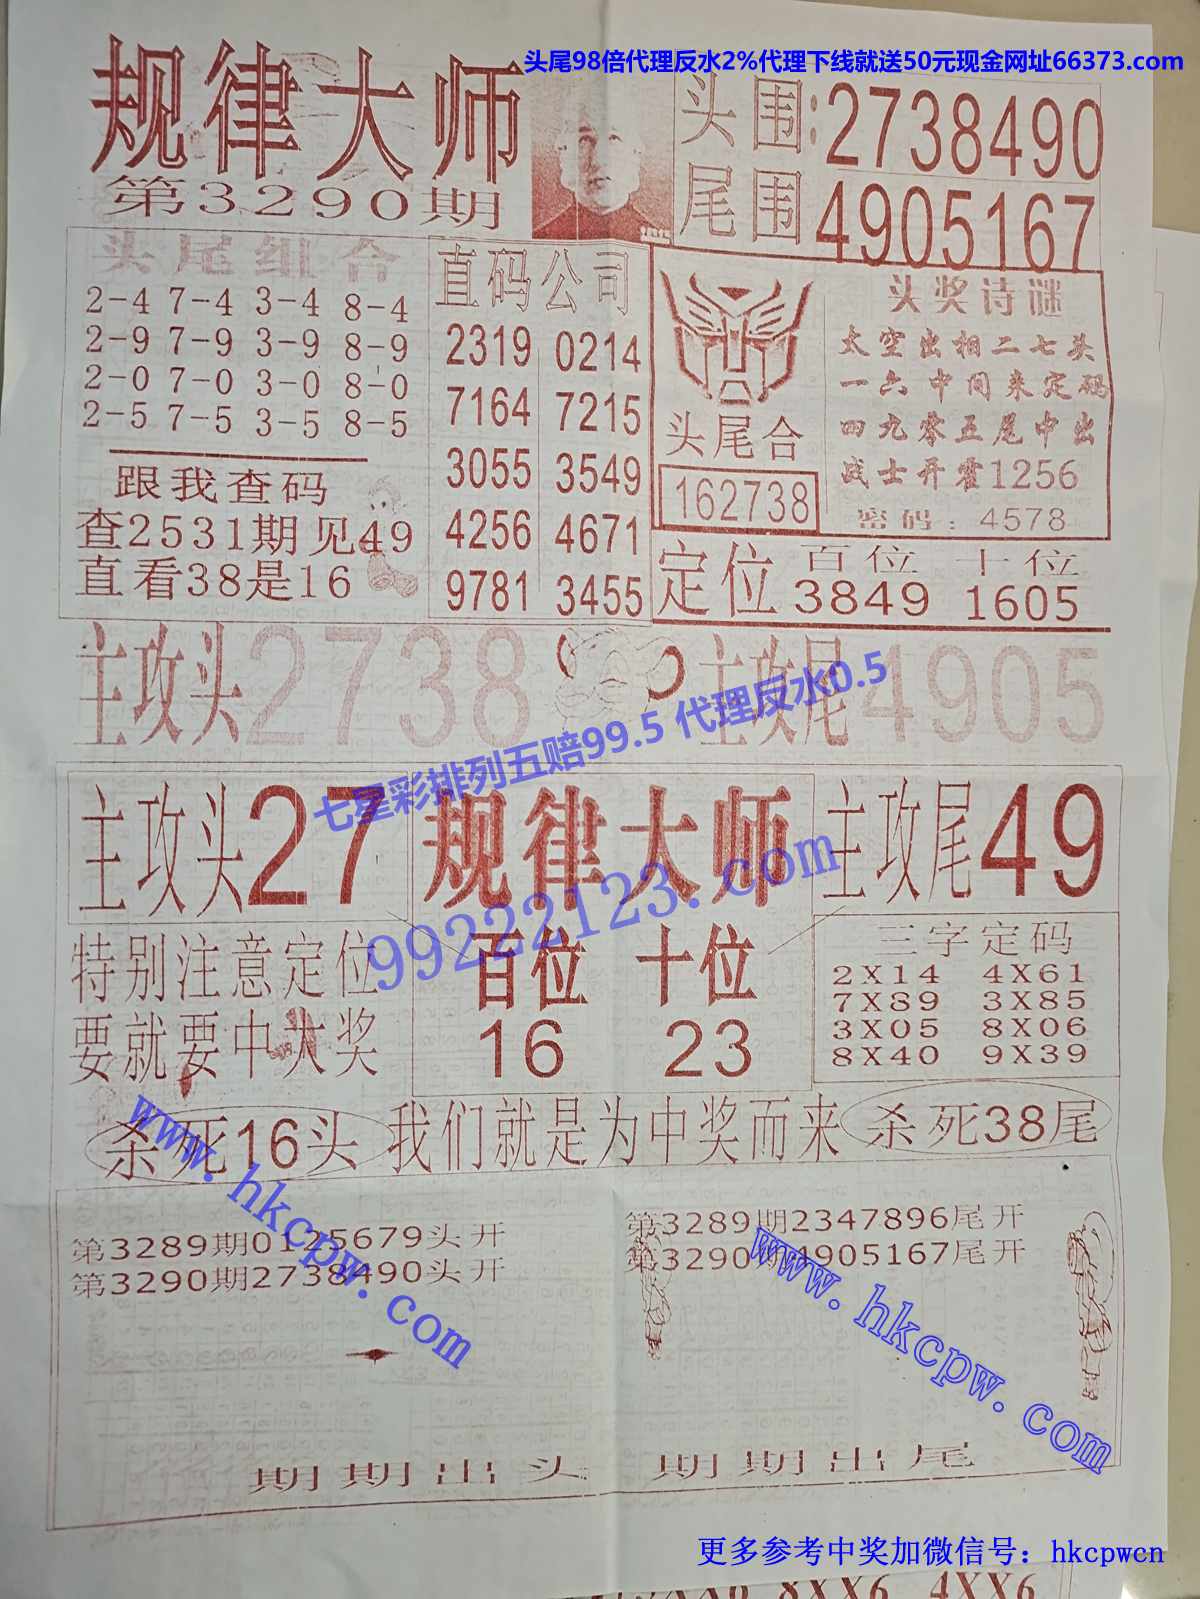 头尾98倍代理反水2%代理下线就送50元现金网址66373.com
规律大师
第3290期
头围:2738490
尾围4905167
头尾组合
2-4 7-4 3-4 8-4
2-9 7-9 3-9 8-9
2-0 7-0 3-0 8-0
2-5 7-5 3-5 8-5
跟我查码
查2531期见49
直看38是16
直码公司
2319 0214
7164 7215
3055 3549
4256 4671
9781 3455
头尾合
162738
头奖诗谜
太空出相二七头
一六中间来定码
四九零五尾中出
战士开霍1256
密码:4578
定位 百位 十位
3849 1605
主攻头2738
主攻尾4905
七星彩排列五赔99.5 代理反水0.5
主攻头27
规律大师
主攻尾49
99222123.com
特别注意定位
要就要中大奖
百位 十位
16 23
三字定码
2X14 4X61
7X89 3X85
3X05 8X06
8X40 9X39
杀死16头
我们就是为中奖而来
杀死38尾
www.hkcpw.com
第3289期0125679头开
第3290期2738490头开
第3289期2347896尾开
第3290期4905167尾开
www.hkcpw.com
期期出头
期期出尾
更多参考中奖加微信号：hkcpwcn
8XX6 4XX6